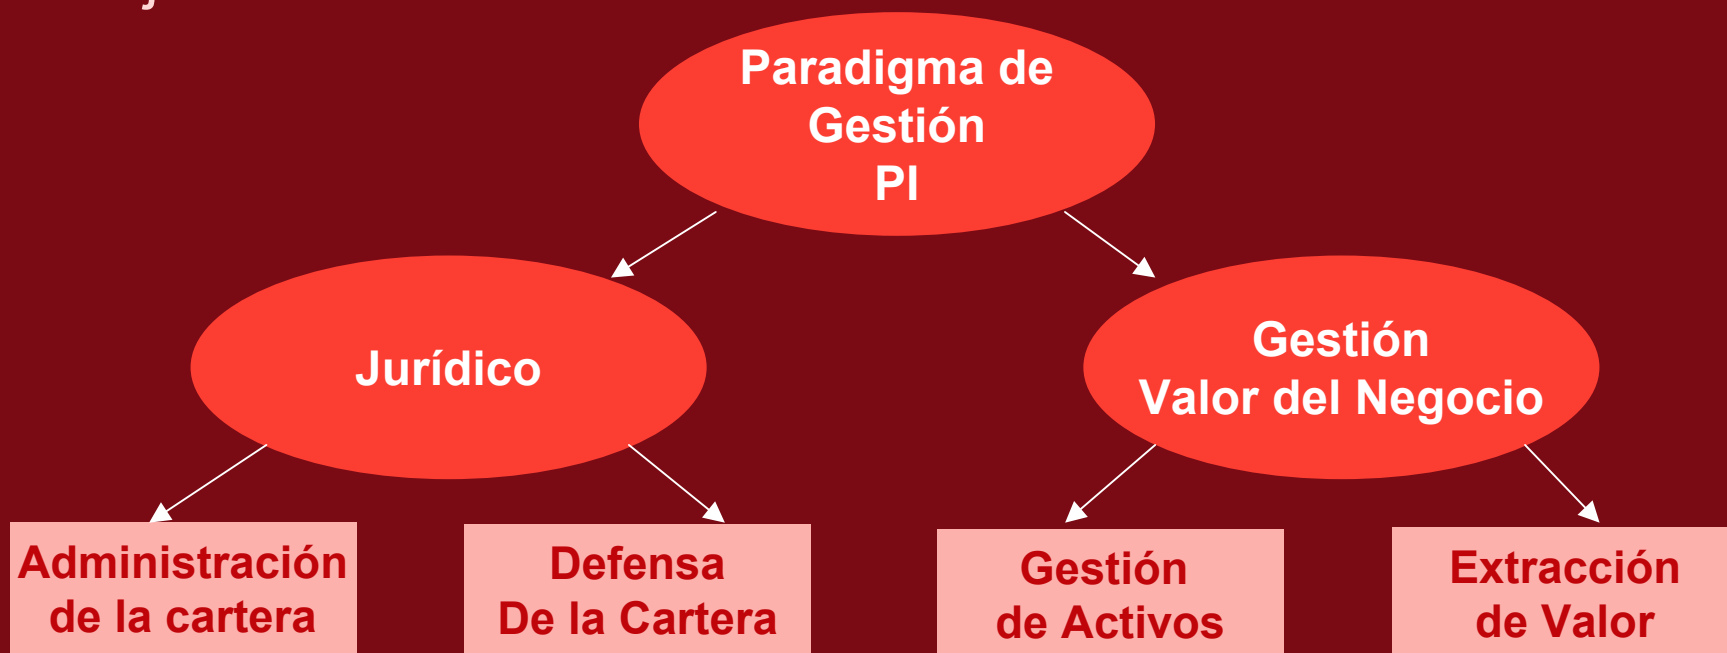 Paradigma de
Gestión
PI
Jurídico
Gestión
Valor del Negocio
Administración
de la cartera
Defensa
De la Cartera
Gestión
de Activos
Extracción
de Valor